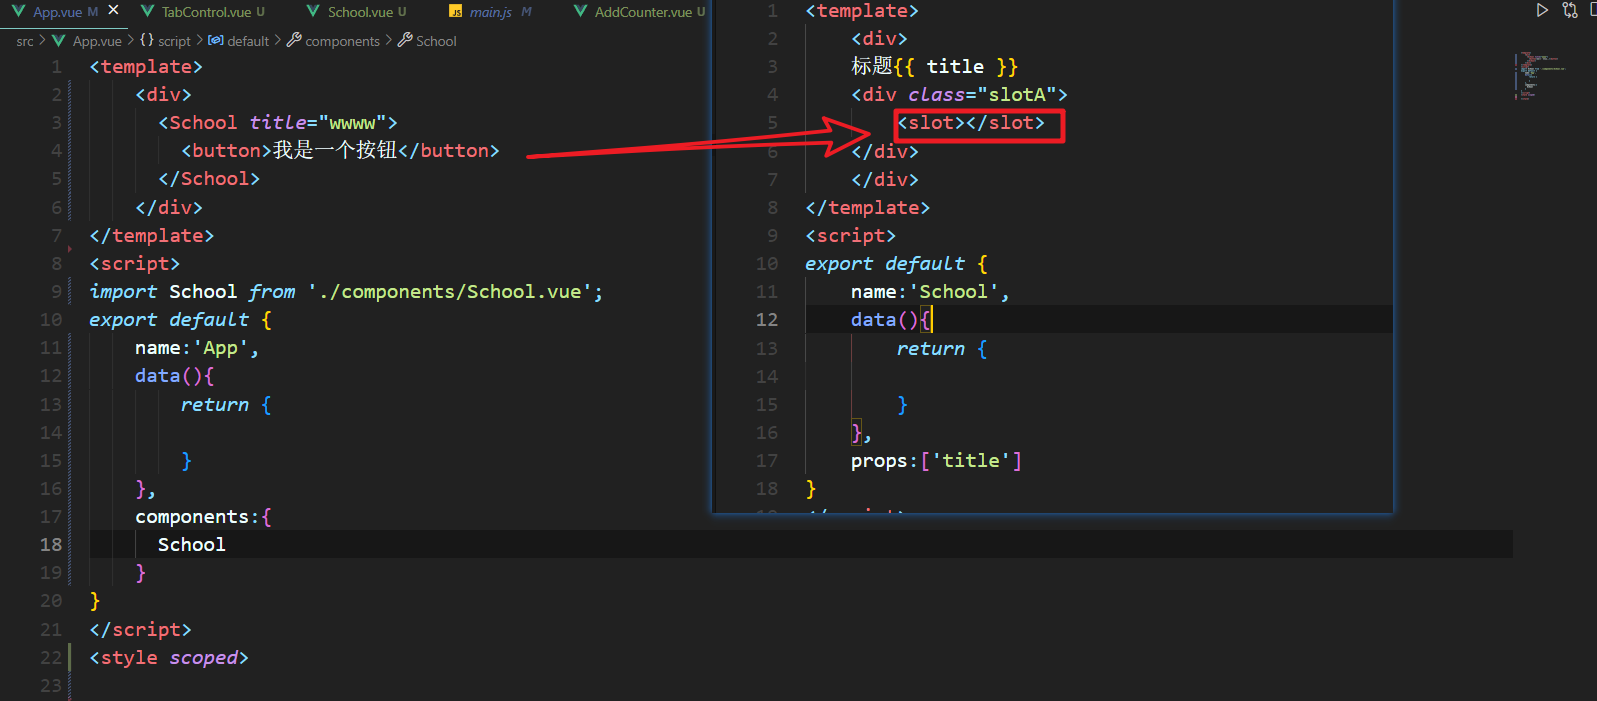 App.vue M × TabControl.vue U School.vue U JS main.js M AddCounter.vue U
src > App.vue > {} script > default > components > School
1 <template>
2 <div>
3 <School title="wwww">
4 <button>我是一个按钮</button>
5 </School>
6 </div>
7 </template>
8 <script>
9 import School from './components/School.vue';
10 export default {
11 name:'App',
12 data(){
13 return {
14
15 }
16 },
17 components:{
18 School
19 }
20 }
21 </script>
22 <style scoped>
23
1 <template>
2 <div>
3 标题{{ title }}
4 <div class="slotA">
5 <slot></slot>
6 </div>
7 </div>
8 </template>
9 <script>
10 export default {
11 name:'School',
12 data(){
13 return {
14
15 }
16 },
17 props:['title']
18 }